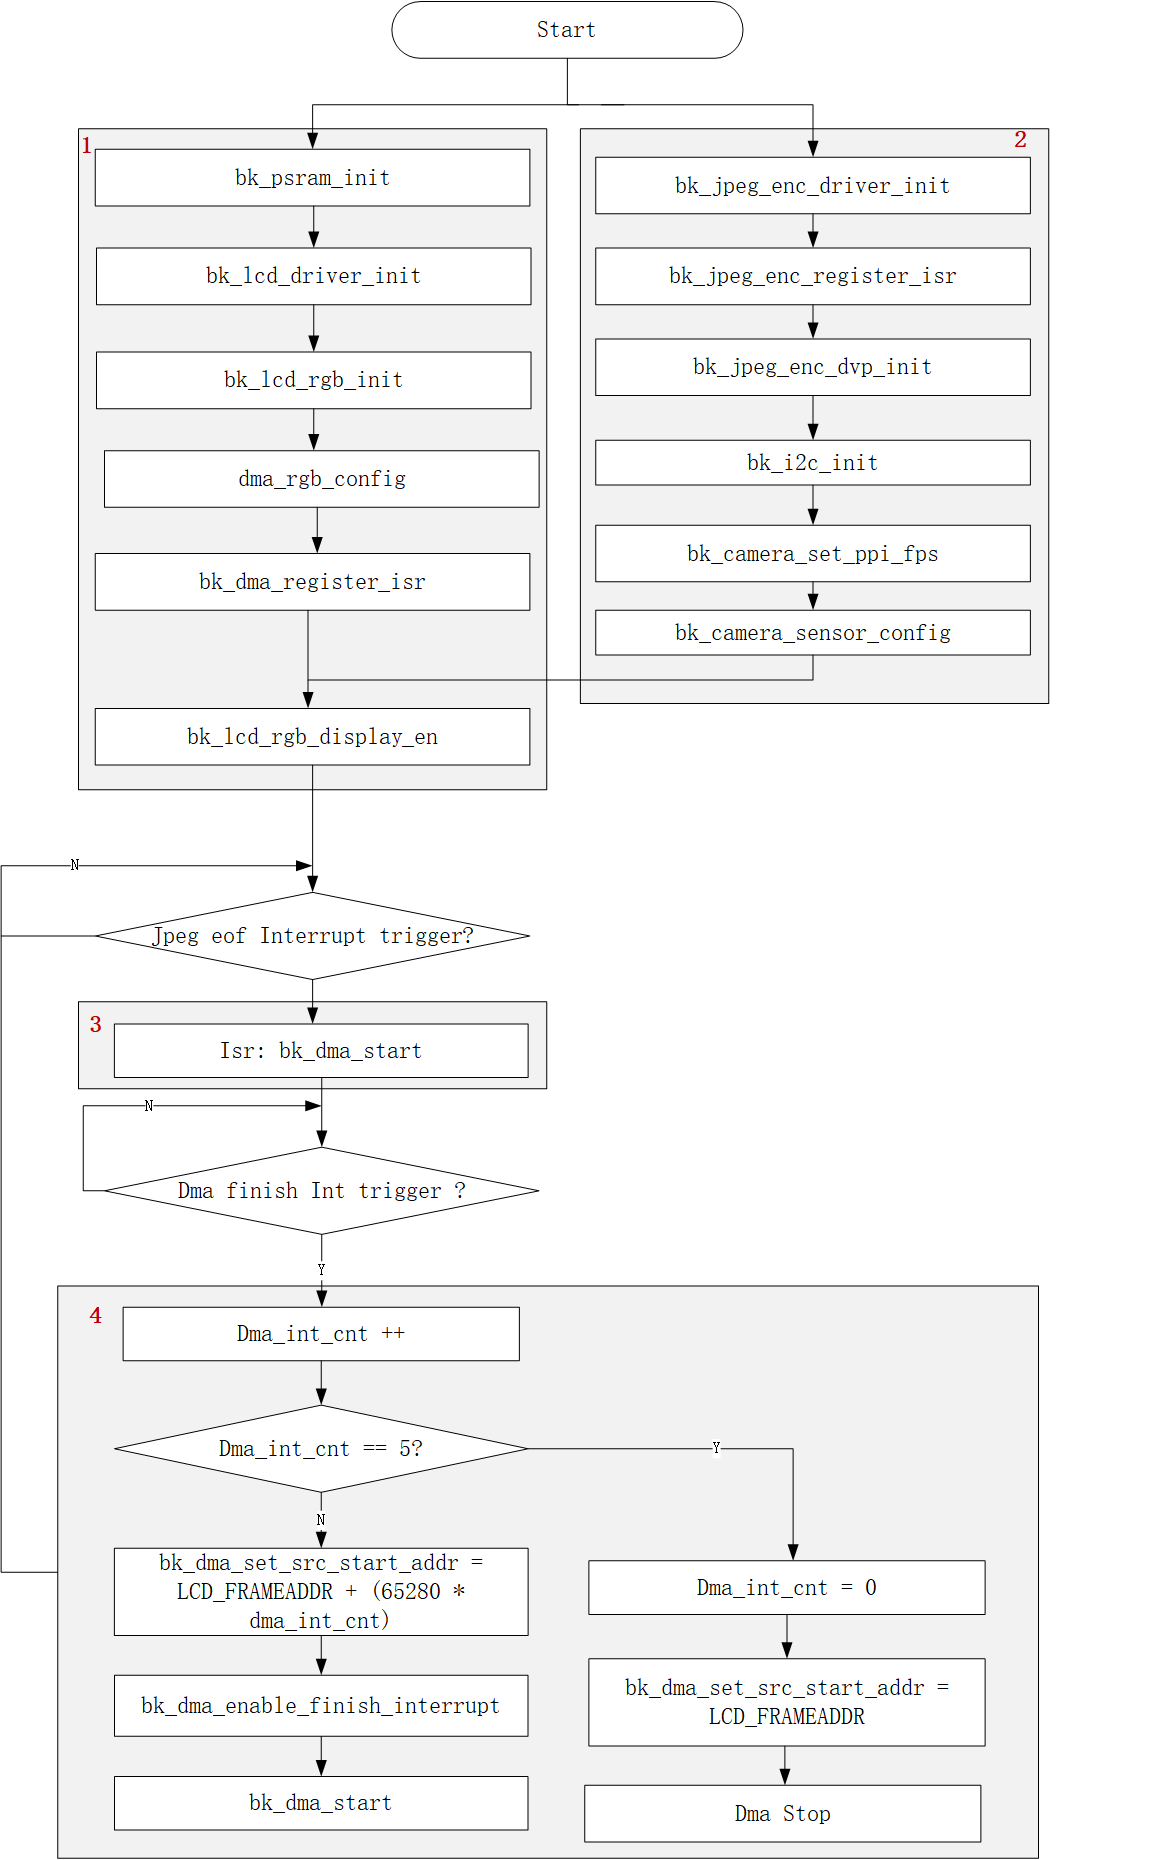 Start
1
bk_psram_init
bk_lcd_driver_init
bk_lcd_rgb_init
dma_rgb_config
bk_dma_register_isr
bk_lcd_rgb_display_en
2
bk_jpeg_enc_driver_init
bk_jpeg_enc_register_isr
bk_jpeg_enc_dvp_init
bk_i2c_init
bk_camera_set_ppi_fps
bk_camera_sensor_config
N
Jpeg eof Interrupt trigger?
3
Isr: bk_dma_start
N
Dma finish Int trigger ?
Y
4
Dma_int_cnt ++
Dma_int_cnt == 5?
Y
N
bk_dma_set_src_start_addr =
LCD_FRAMEADDR + (65280 *
dma_int_cnt)
bk_dma_enable_finish_interrupt
bk_dma_start
Dma_int_cnt = 0
bk_dma_set_src_start_addr =
LCD_FRAMEADDR
Dma Stop